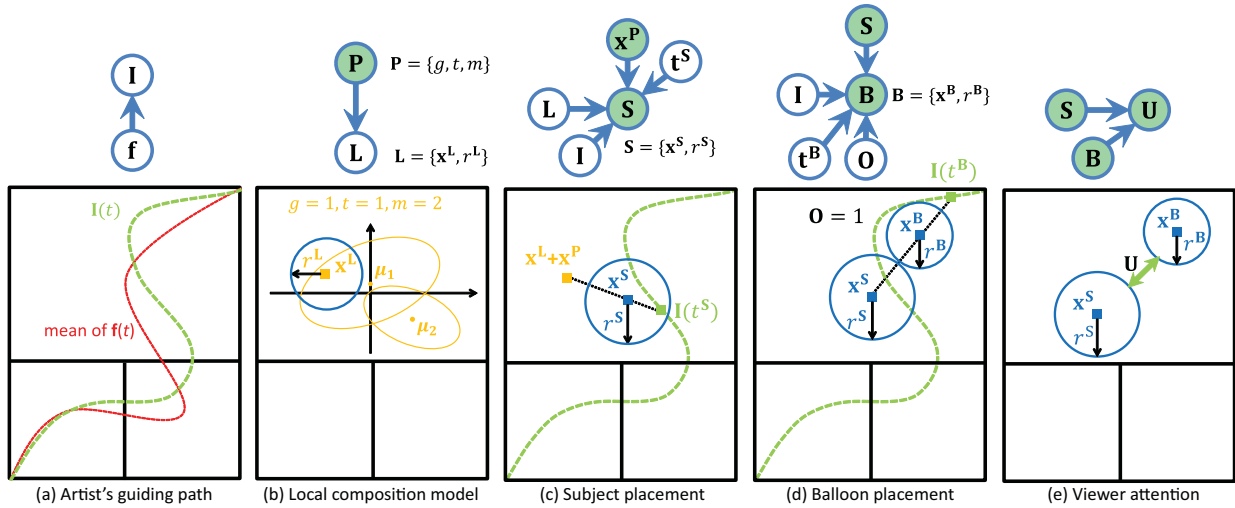 I
f
P
P = {g, t, m}
L
L = {x^L, r^L}
x^P
t^S
L
S
I
S = {x^S, r^S}
S
I
B
B = {x^B, r^B}
t^B
O
S
U
B
I(t)
mean of f(t)
g = 1, t = 1, m = 2
r^L
x^L
μ₁
μ₂
x^L+x^P
x^S
r^S
I(t^S)
I(t^B)
O = 1
x^B
r^B
x^S
r^S
x^B
r^B
U
x^S
r^S
(a) Artist's guiding path
(b) Local composition model
(c) Subject placement
(d) Balloon placement
(e) Viewer attention